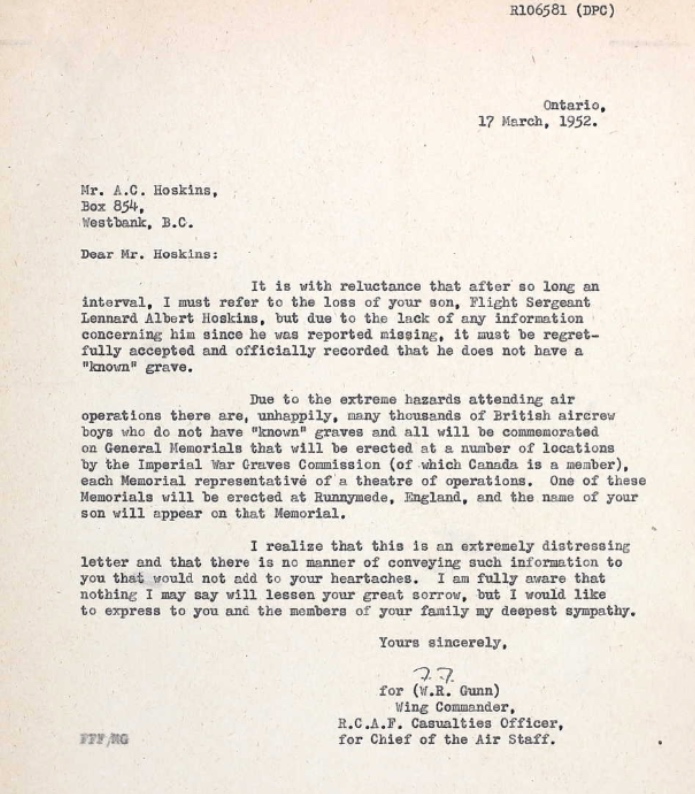 R106581 (DPC)
Ontario,
17 March, 1952.
Mr. A.C. Hoskins,
Box 854,
Westbank, B.C.
Dear Mr. Hoskins:
It is with reluctance that after so long an
interval, I must refer to the loss of your son, Flight Sergeant
Lennard Albert Hoskins, but due to the lack of any information
concerning him since he was reported missing, it must be regret-
fully accepted and officially recorded that he does not have a
"known" grave.
Due to the extreme hazards attending air
operations there are, unhappily, many thousands of British aircrew
boys who do not have "known" graves and all will be commemorated
on General Memorials that will be erected at a number of locations
by the Imperial War Graves Commission (of which Canada is a member),
each Memorial representative of a theatre of operations. One of these
Memorials will be erected at Runnymede, England, and the name of your
son will appear on that Memorial.
I realize that this is an extremely distressing
letter and that there is no manner of conveying such information to
you that would not add to your heartaches. I am fully aware that
nothing I may say will lessen your great sorrow, but I would like
to express to you and the members of your family my deepest sympathy.
Yours sincerely,
for (W.R. Gunn)
Wing Commander,
R.C.A.F. Casualties Officer,
for Chief of the Air Staff.